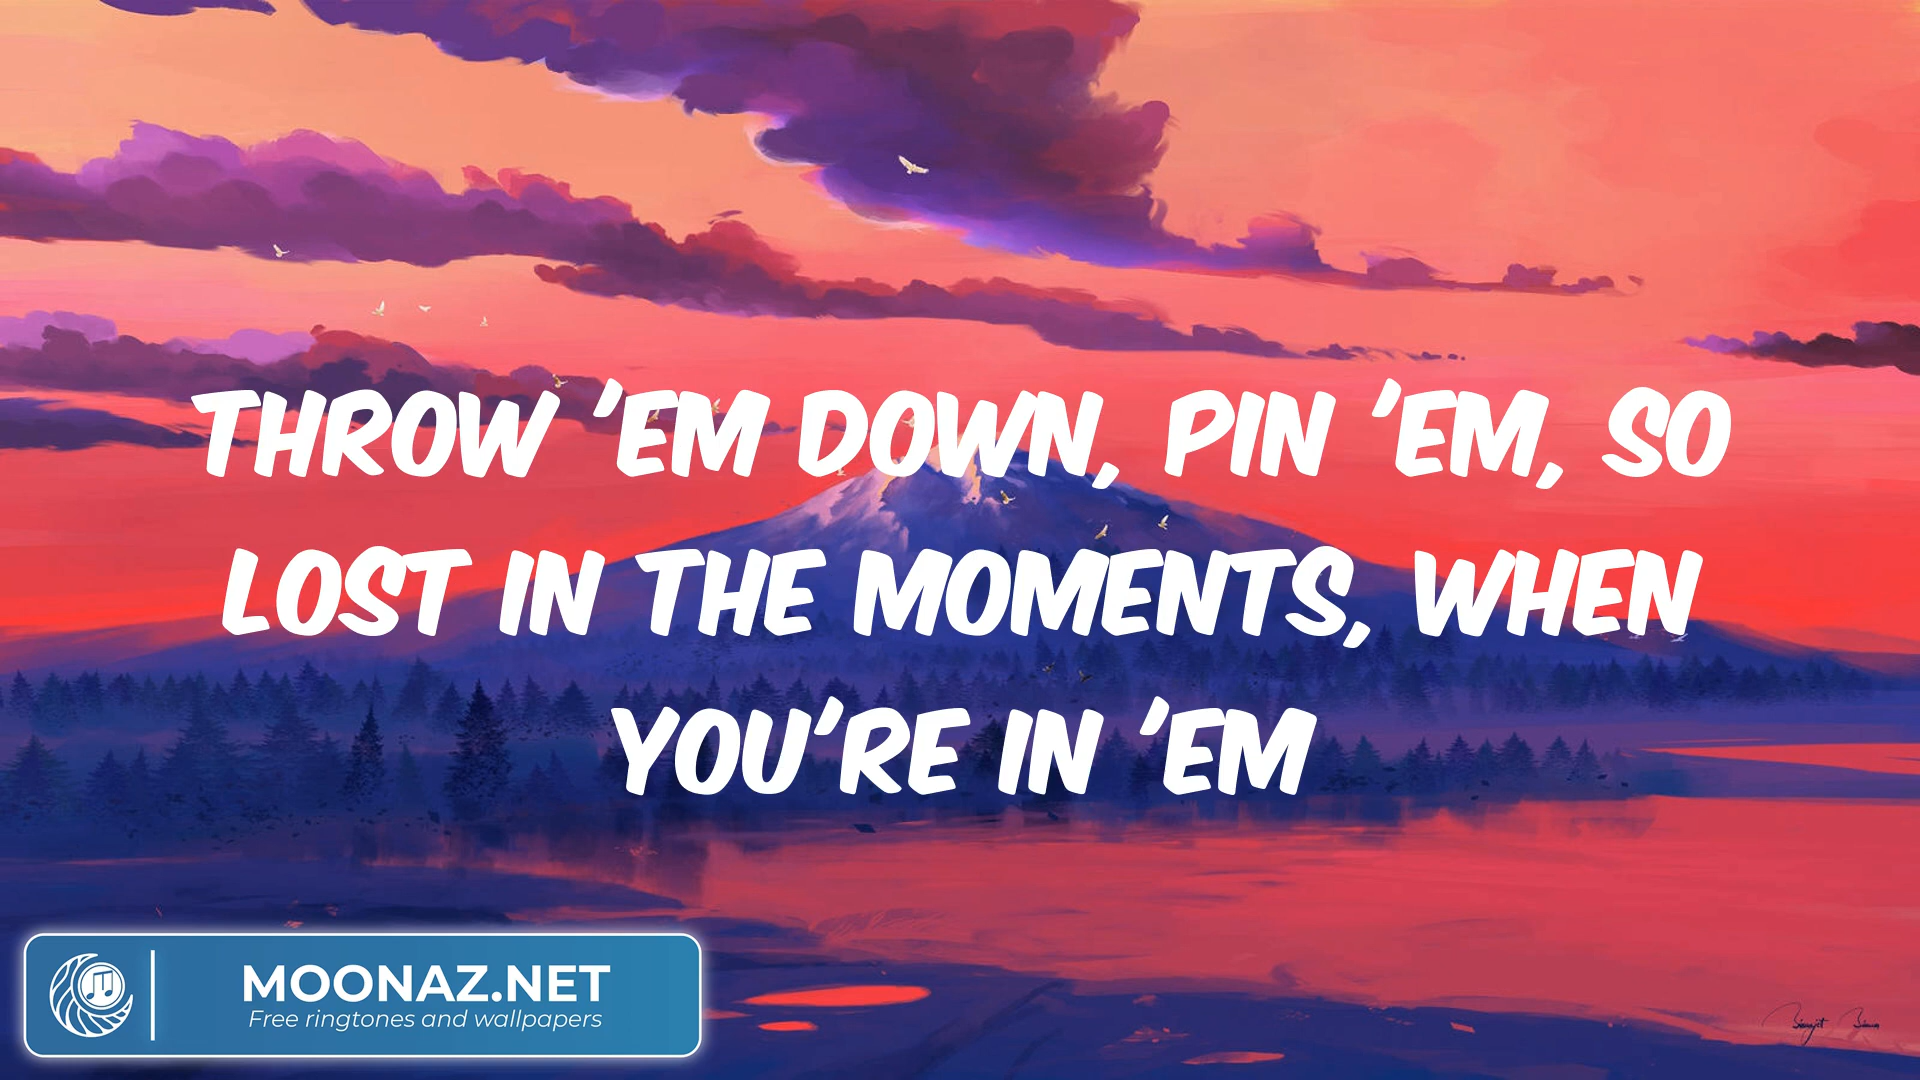 THROW 'EM DOWN, PIN 'EM, SO
LOST IN THE MOMENTS, WHEN
YOU'RE IN 'EM
MOONAZ.NET
Free ringtones and wallpapers